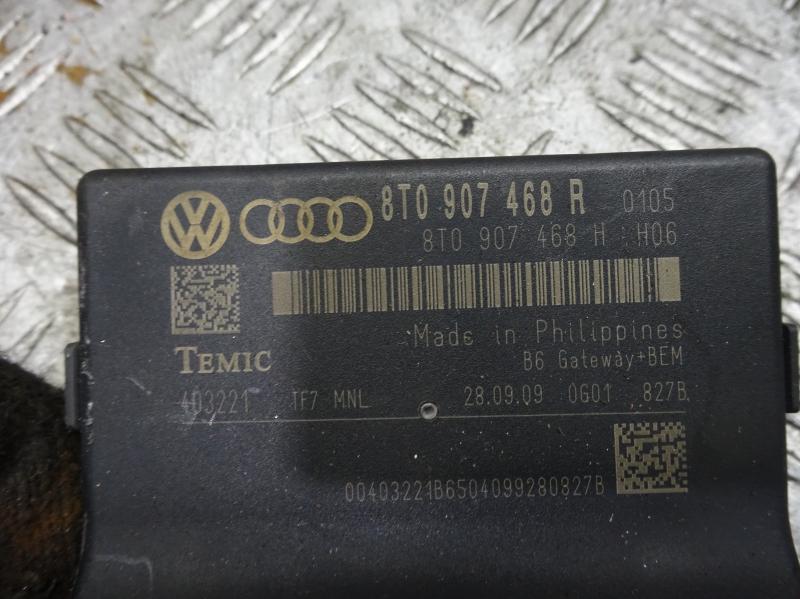 8T0 907 468 R 0105
8T0 907 468 H H06
Made in Philippines
TEMIC
B6 Gateway+BEM
403221 TF7 MNL 28.09.09 0G01 827B
00403221B6504099280827B